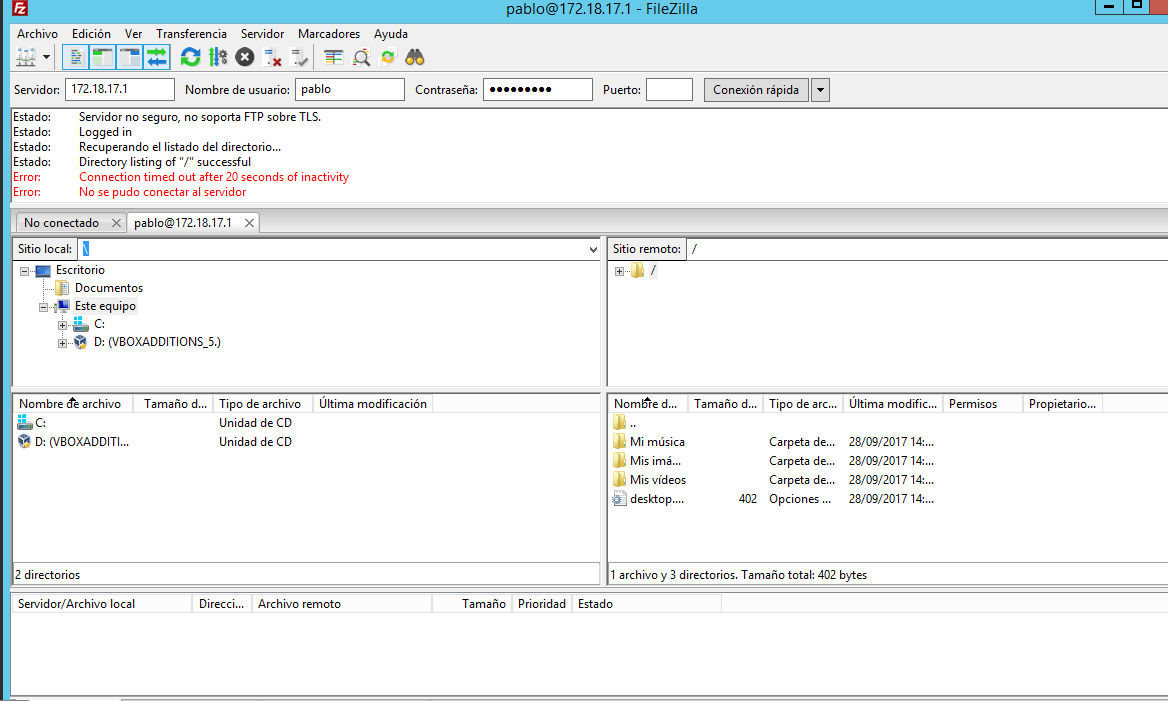 Fz
pablo@172.18.17.1 - FileZilla
Archivo Edición Ver Transferencia Servidor Marcadores Ayuda
Servidor: 172.18.17.1 Nombre de usuario: pablo Contraseña: ●●●●●●●●● Puerto: Conexión rápida
Estado: Servidor no seguro, no soporta FTP sobre TLS.
Estado: Logged in
Estado: Recuperando el listado del directorio...
Estado: Directory listing of "/" successful
Error: Connection timed out after 20 seconds of inactivity
Error: No se pudo conectar al servidor
No conectado pablo@172.18.17.1
Sitio local: \ Sitio remoto: /
Escritorio /
Documentos
Este equipo
C:
D: (VBOXADDITIONS_5.)
Nombre de archivo Tamaño d... Tipo de archivo Última modificación Nombre d... Tamaño d... Tipo de arc... Última modific... Permisos Propietario...
C: Unidad de CD ..
D: (VBOXADDITI... Unidad de CD Mi música Carpeta de... 28/09/2017 14:...
Mis imá... Carpeta de... 28/09/2017 14:...
Mis vídeos Carpeta de... 28/09/2017 14:...
desktop.... 402 Opciones ... 28/09/2017 14:...
2 directorios 1 archivo y 3 directorios. Tamaño total: 402 bytes
Servidor/Archivo local Direcci... Archivo remoto Tamaño Prioridad Estado